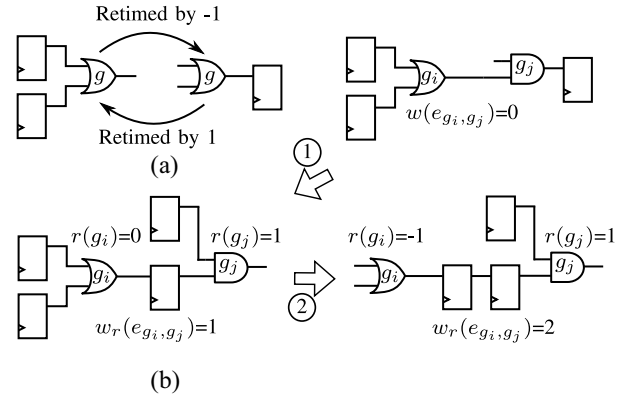 Retimed by -1
g
g
Retimed by 1
(a)
g_i
g_j
w(e_{g_i,g_j})=0
1
r(g_i)=0
r(g_j)=1
g_i
g_j
w_r(e_{g_i,g_j})=1
2
r(g_i)=-1
r(g_j)=1
g_i
g_j
w_r(e_{g_i,g_j})=2
(b)